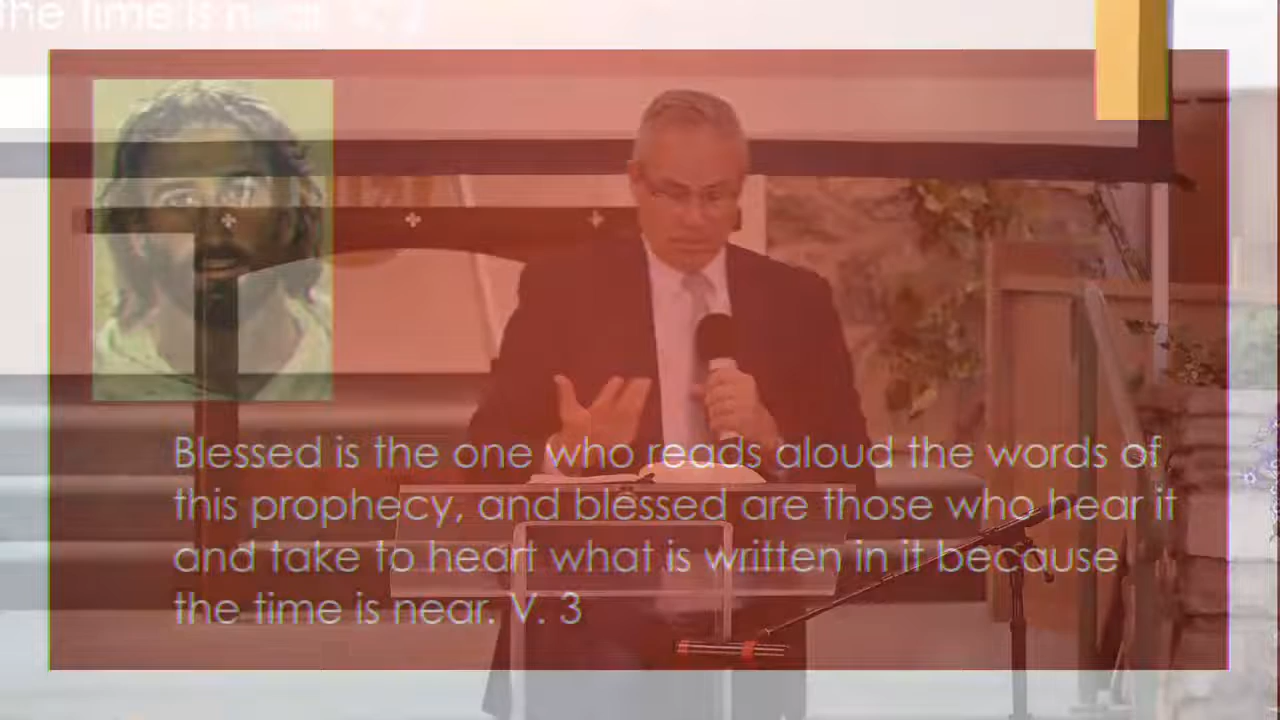 the time is near. V. 3
Blessed is the one who reads aloud the words of
this prophecy, and blessed are those who hear it
and take to heart what is written in it because
the time is near. V. 3